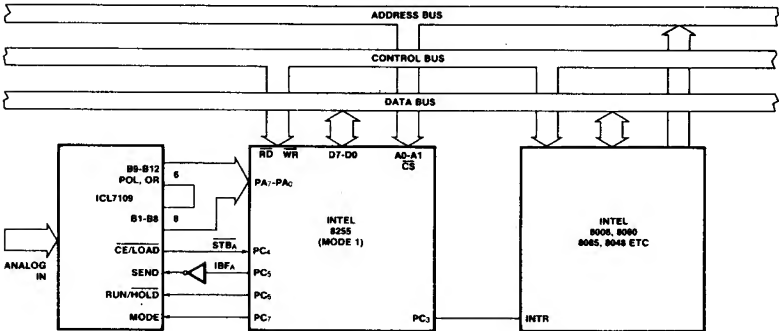 ADDRESS BUS
CONTROL BUS
DATA BUS
RD WR D7-D0 A0-A1
CS
B9-B12
POL, OR
6
ICL7109
B1-B8
8
PA7-PA0
INTEL
8255
(MODE 1)
INTEL
8008, 8080
8085, 8048 ETC
ANALOG
IN
CE/LOAD
STBA
PC4
SEND
IBFA
PC5
RUN/HOLD
PC6
MODE
PC7
PC3
INTR